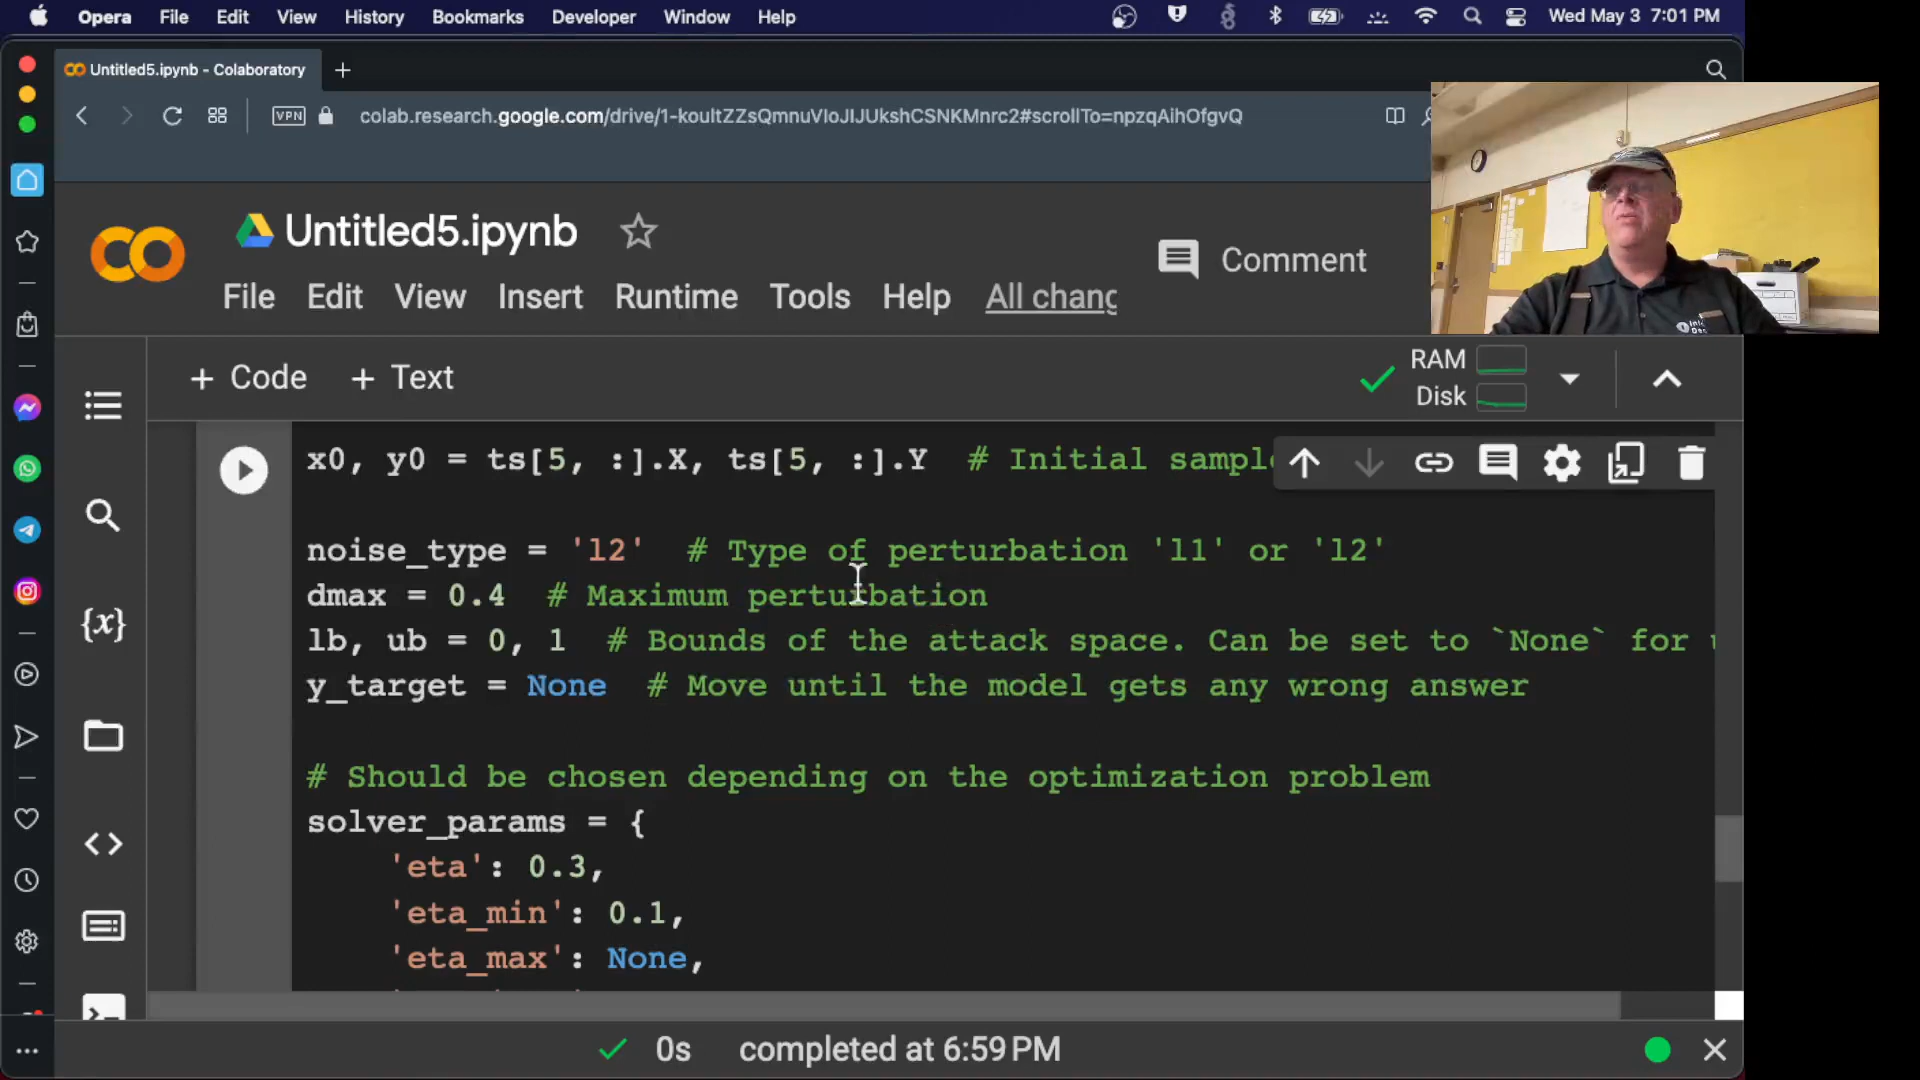 Opera File Edit View History Bookmarks Developer Window Help Wed May 3 7:01 PM
Untitled5.ipynb - Colaboratory
VPN colab.research.google.com/drive/1-koultZZsQmnuVIoJIJUkshCSNKMnrc2#scrollTo=npzqAihOfgvQ
Untitled5.ipynb
Comment
File Edit View Insert Runtime Tools Help All chang
+ Code + Text
RAM
Disk
x0, y0 = ts[5, :].X, ts[5, :].Y # Initial sample
noise_type = 'l2' # Type of perturbation 'l1' or 'l2'
dmax = 0.4 # Maximum perturbation
lb, ub = 0, 1 # Bounds of the attack space. Can be set to `None` for
y_target = None # Move until the model gets any wrong answer
# Should be chosen depending on the optimization problem
solver_params = {
'eta': 0.3,
'eta_min': 0.1,
'eta_max': None,
0s completed at 6:59 PM